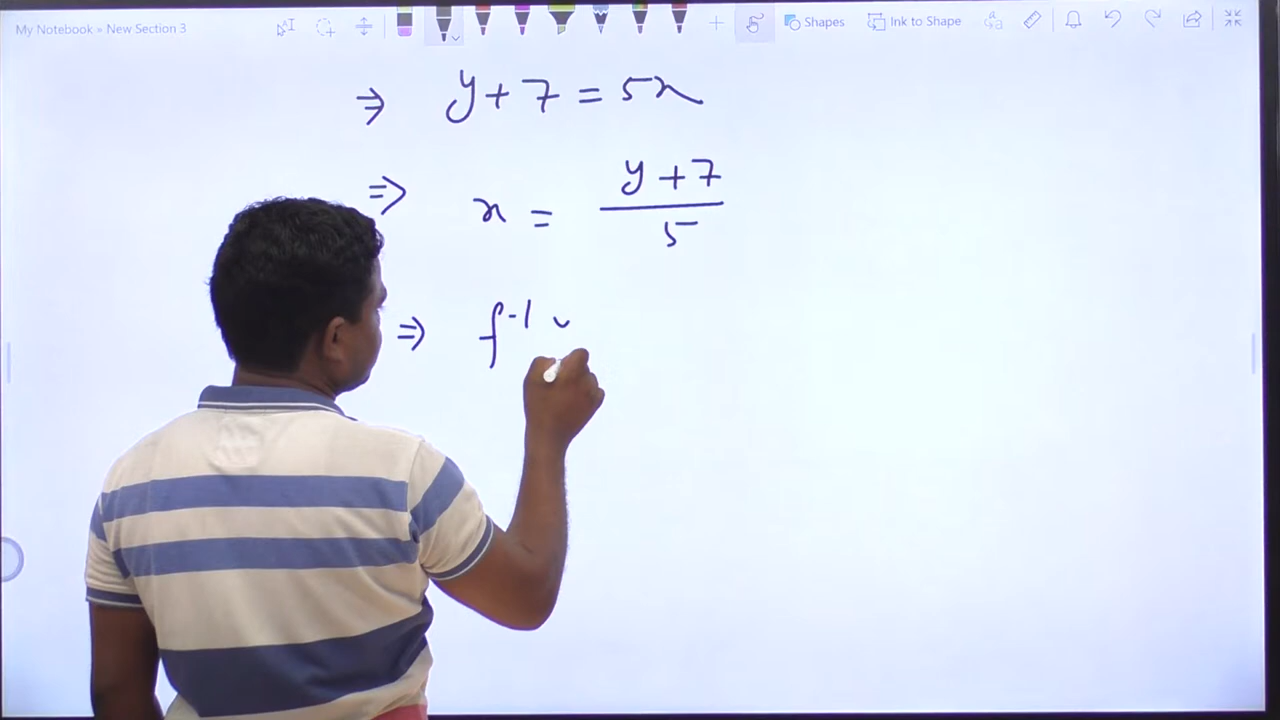 My Notebook » New Section 3
Shapes
Ink to Shape
⇒ y+7 = 5x
⇒ x = y+7
5
⇒ f-1